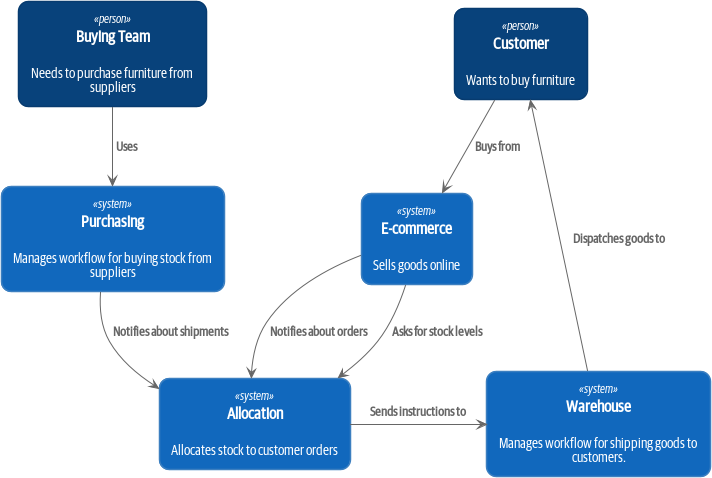 «person»
Buying Team
Needs to purchase furniture from
suppliers
«person»
Customer
Wants to buy furniture
Uses
Buys from
«system»
Purchasing
Manages workflow for buying stock from
suppliers
«system»
E-commerce
Sells goods online
Dispatches goods to
Notifies about shipments
Notifies about orders
Asks for stock levels
«system»
Allocation
Allocates stock to customer orders
Sends instructions to
«system»
Warehouse
Manages workflow for shipping goods to
customers.